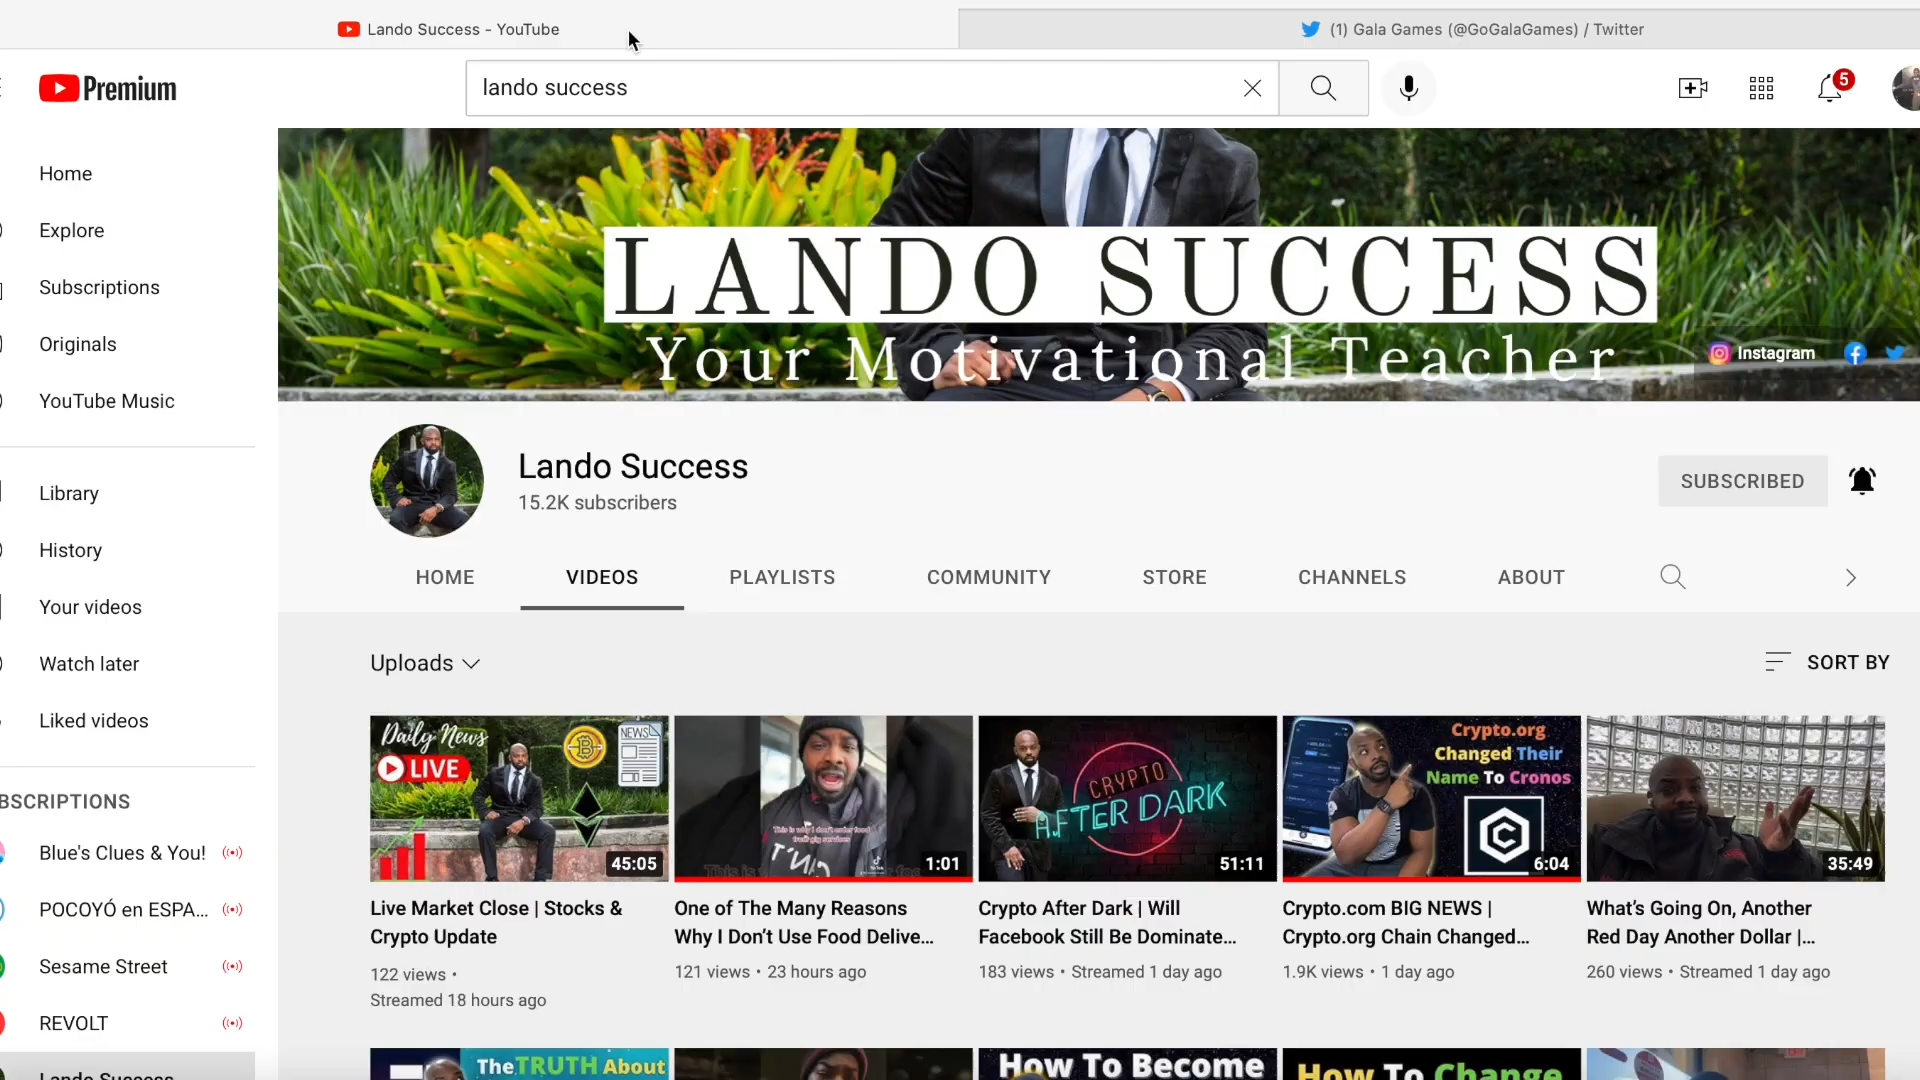 Lando Success - YouTube
(1) Gala Games (@GoGalaGames) / Twitter
Premium
lando success
5
Home
Explore
Subscriptions
Originals
YouTube Music
Library
History
Your videos
Watch later
Liked videos
BSCRIPTIONS
Blue's Clues & You!
POCOYÓ en ESPA...
Sesame Street
REVOLT
Lando Success
LANDO SUCCESS
Your Motivational Teacher
Instagram
Lando Success
15.2K subscribers
SUBSCRIBED
HOME
VIDEOS
PLAYLISTS
COMMUNITY
STORE
CHANNELS
ABOUT
Uploads
SORT BY
Daily News
LIVE
NEWS
45:05
Live Market Close | Stocks &
Crypto Update
122 views •
Streamed 18 hours ago
This is why I don't order food
1:01
One of The Many Reasons
Why I Don't Use Food Delive...
121 views • 23 hours ago
CRYPTO
AFTER DARK
51:11
Crypto After Dark | Will
Facebook Still Be Dominate...
183 views • Streamed 1 day ago
Crypto.org
Changed Their
Name To Cronos
6:04
Crypto.com BIG NEWS |
Crypto.org Chain Changed...
1.9K views • 1 day ago
35:49
What's Going On, Another
Red Day Another Dollar |...
260 views • Streamed 1 day ago
The TRUTH About
How To Become
How To Change